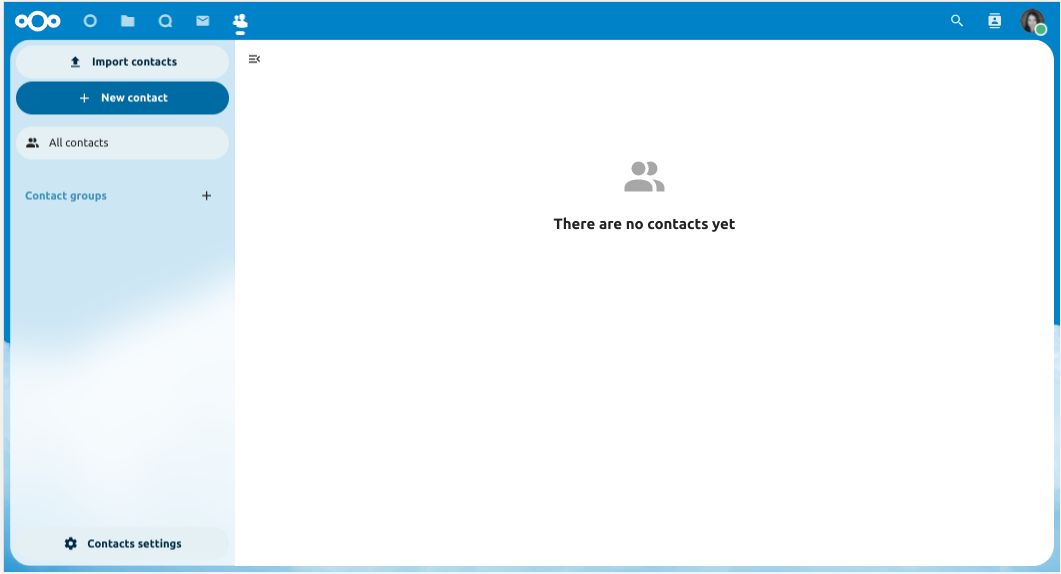 Import contacts
New contact
All contacts
Contact groups
There are no contacts yet
Contacts settings